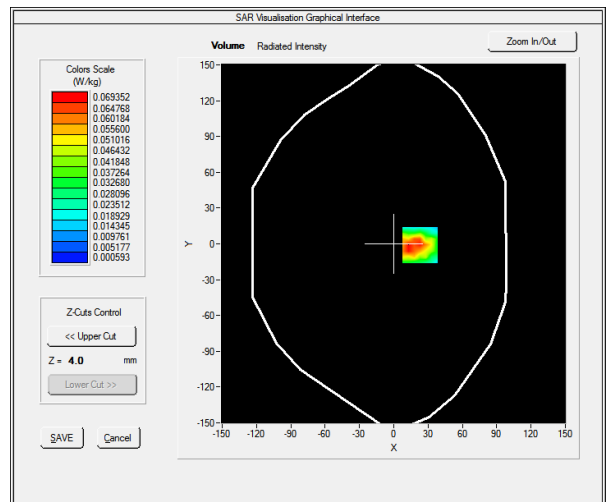 SAR Visualisation Graphical Interface
Volume Radiated Intensity
Zoom In/Out
Colors Scale
(W/kg)
0.069352
0.064768
0.060184
0.055600
0.051016
0.046432
0.041848
0.037264
0.032680
0.028096
0.023512
0.018929
0.014345
0.009761
0.005177
0.000593
Z-Cuts Control
<< Upper Cut
Z = 4.0 mm
Lower Cut >>
SAVE Cancel
150
120
90
60
30
0
-30
-60
-90
-120
-150
Y
-150 -120 -90 -60 -30 0 30 60 90 120 150
X